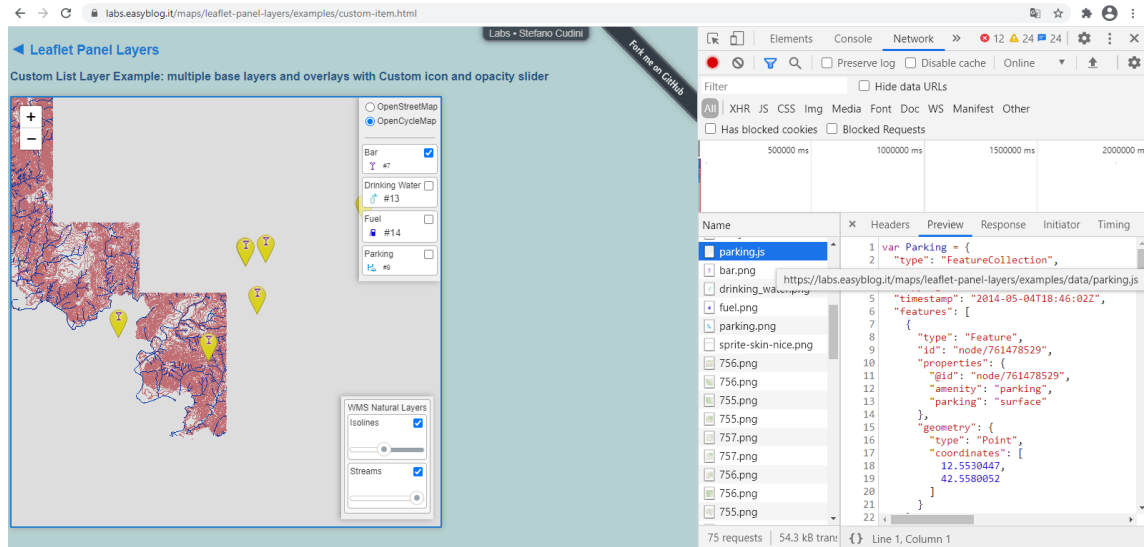 labs.easyblog.it/maps/leaflet-panel-layers/examples/custom-item.html
Labs • Stefano Cudini
Fork me on GitHub
◀ Leaflet Panel Layers
Custom List Layer Example: multiple base layers and overlays with Custom icon and opacity slider
+
−
OpenStreetMap
OpenCycleMap
Bar
#7
Drinking Water
#13
Fuel
#14
Parking
#9
WMS Natural Layers
Isolines
Streams
Elements Console Network » 12 24 24
Preserve log Disable cache Online
Filter Hide data URLs
All XHR JS CSS Img Media Font Doc WS Manifest Other
Has blocked cookies Blocked Requests
500000 ms 1000000 ms 1500000 ms 2000000 m
Name
parking.js
bar.png
drinking_water.png
fuel.png
parking.png
sprite-skin-nice.png
756.png
756.png
755.png
755.png
757.png
757.png
756.png
756.png
755.png
75 requests 54.3 kB trans
× Headers Preview Response Initiator Timing
1 var Parking = {
2 "type": "FeatureCollection",
https://labs.easyblog.it/maps/leaflet-panel-layers/examples/data/parking.js
5 "timestamp": "2014-05-04T18:46:02Z",
6 "features": [
7 {
8 "type": "Feature",
9 "id": "node/761478529",
10 "properties": {
11 "@id": "node/761478529",
12 "amenity": "parking",
13 "parking": "surface"
14 },
15 "geometry": {
16 "type": "Point",
17 "coordinates": [
18 12.5530447,
19 42.5580052
20 ]
21 }
22
{} Line 1, Column 1